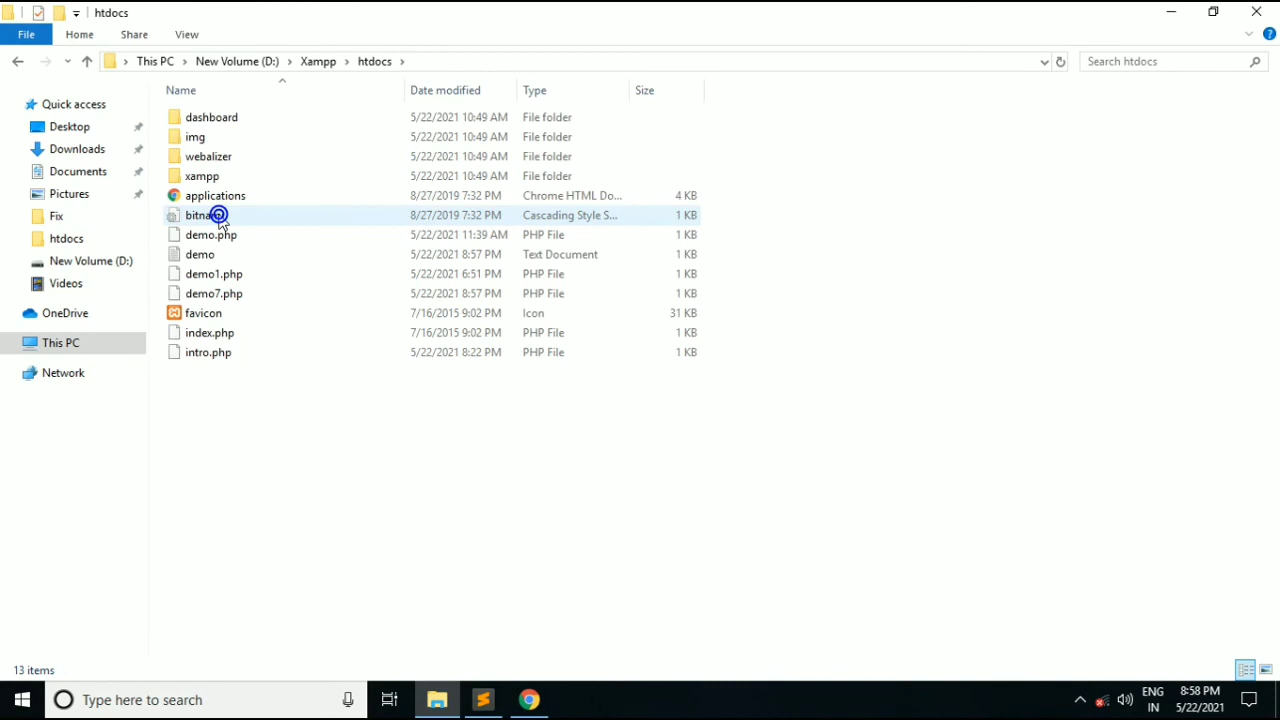 htdocs
File Home Share View
This PC New Volume (D:) Xampp htdocs Search htdocs
Name Date modified Type Size
Quick access
Desktop
Downloads
Documents
Pictures
Fix
htdocs
New Volume (D:)
Videos
OneDrive
This PC
Network
dashboard 5/22/2021 10:49 AM File folder
img 5/22/2021 10:49 AM File folder
webalizer 5/22/2021 10:49 AM File folder
xampp 5/22/2021 10:49 AM File folder
applications 8/27/2019 7:32 PM Chrome HTML Do... 4 KB
8/27/2019 7:32 PM Cascading Style S... 1 KB
demo.php 5/22/2021 11:39 AM PHP File 1 KB
demo 5/22/2021 8:57 PM Text Document 1 KB
demo1.php 5/22/2021 6:51 PM PHP File 1 KB
demo7.php 5/22/2021 8:57 PM PHP File 1 KB
favicon 7/16/2015 9:02 PM Icon 31 KB
index.php 7/16/2015 9:02 PM PHP File 1 KB
intro.php 5/22/2021 8:22 PM PHP File 1 KB
13 items
Type here to search
ENG 8:58 PM
IN 5/22/2021